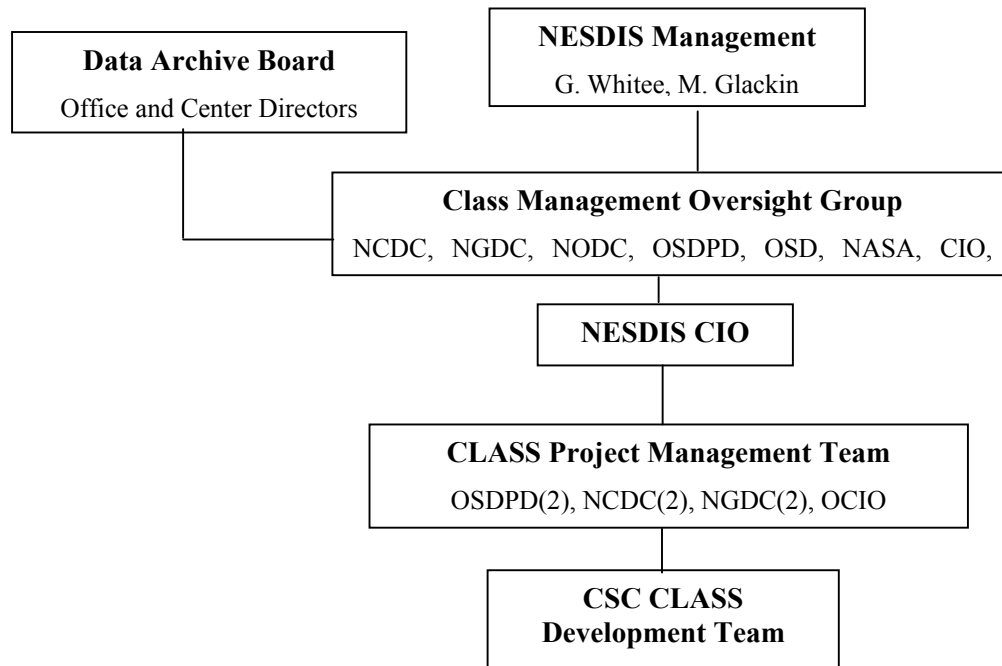 Data Archive Board
Office and Center Directors
NESDIS Management
G. Whitee, M. Glackin
Class Management Oversight Group
NCDC, NGDC, NODC, OSDPD, OSD, NASA, CIO,
NESDIS CIO
CLASS Project Management Team
OSDPD(2), NCDC(2), NGDC(2), OCIO
CSC CLASS
Development Team